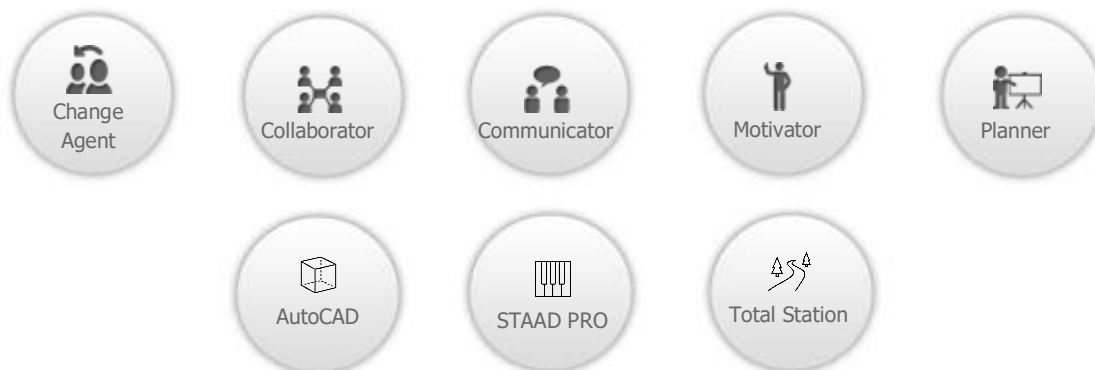 Change
Agent
Collaborator
Communicator
Motivator
Planner
AutoCAD
STAAD PRO
Total Station